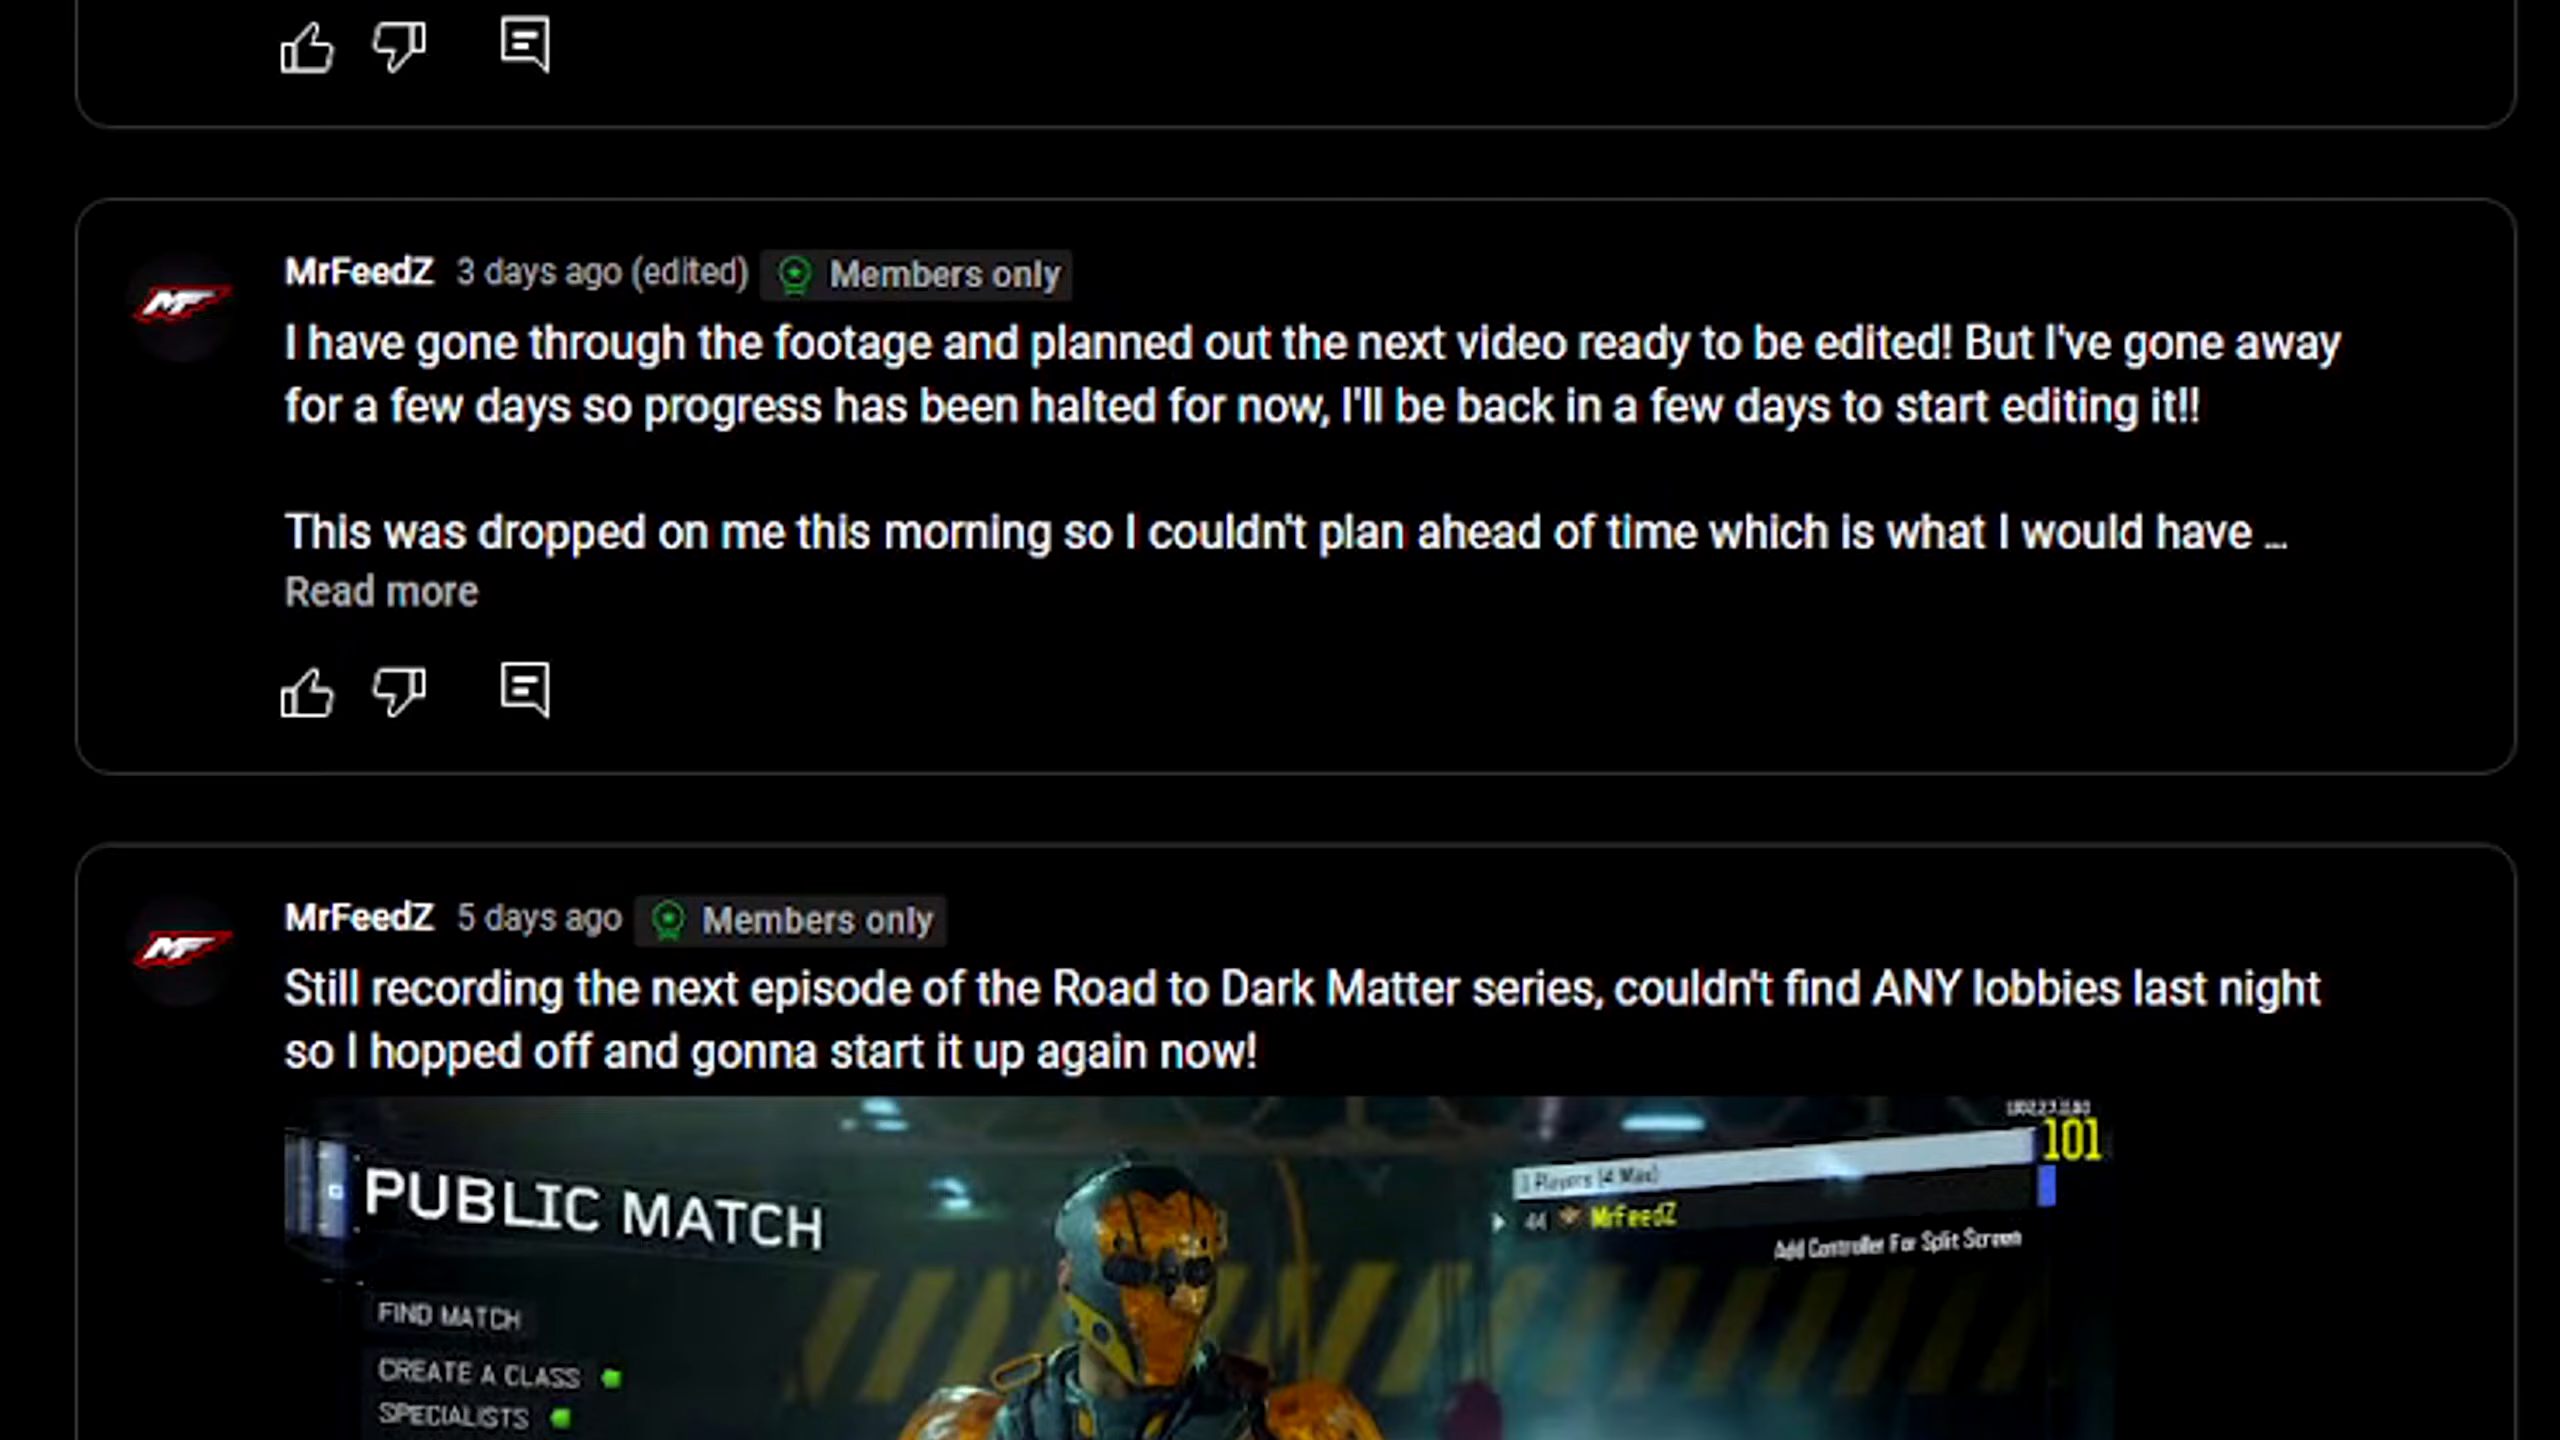 MrFeedZ 3 days ago (edited) Members only
I have gone through the footage and planned out the next video ready to be edited! But I've gone away
for a few days so progress has been halted for now, I'll be back in a few days to start editing it!!
This was dropped on me this morning so I couldn't plan ahead of time which is what I would have ...
Read more
MrFeedZ 5 days ago Members only
Still recording the next episode of the Road to Dark Matter series, couldn't find ANY lobbies last night
so I hopped off and gonna start it up again now!
101
PUBLIC MATCH
1 Players (4 Max)
44 MrFeedZ
Add Controller For Split Screen
FIND MATCH
CREATE A CLASS
SPECIALISTS